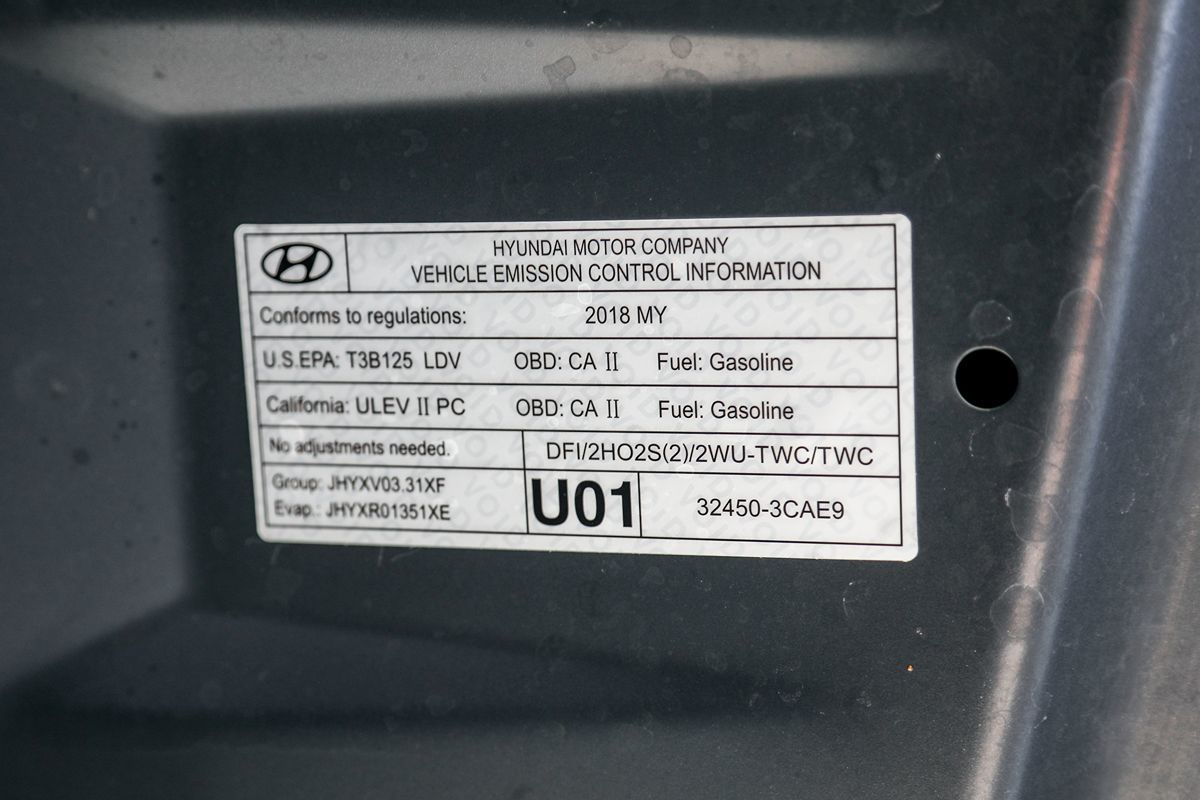 HYUNDAI MOTOR COMPANY
VEHICLE EMISSION CONTROL INFORMATION
Conforms to regulations: 2018 MY
U.S.EPA: T3B125 LDV OBD: CA II Fuel: Gasoline
California: ULEV II PC OBD: CA II Fuel: Gasoline
No adjustments needed. DFI/2HO2S(2)/2WU-TWC/TWC
Group: JHYXV03.31XF
Evap.: JHYXR01351XE
U01
32450-3CAE9